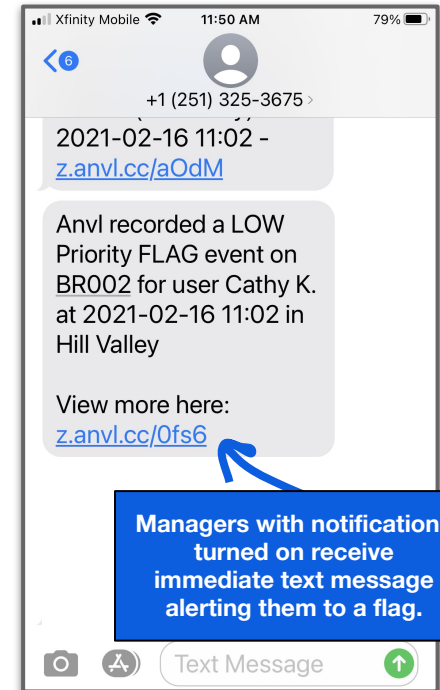 Xfinity Mobile 11:50 AM 79%
6
+1 (251) 325-3675 >
2021-02-16 11:02 -
z.anvl.cc/aOdM
Anvl recorded a LOW
Priority FLAG event on
BR002 for user Cathy K.
at 2021-02-16 11:02 in
Hill Valley
View more here:
z.anvl.cc/0fs6
Managers with notification
turned on receive
immediate text message
alerting them to a flag.
Text Message